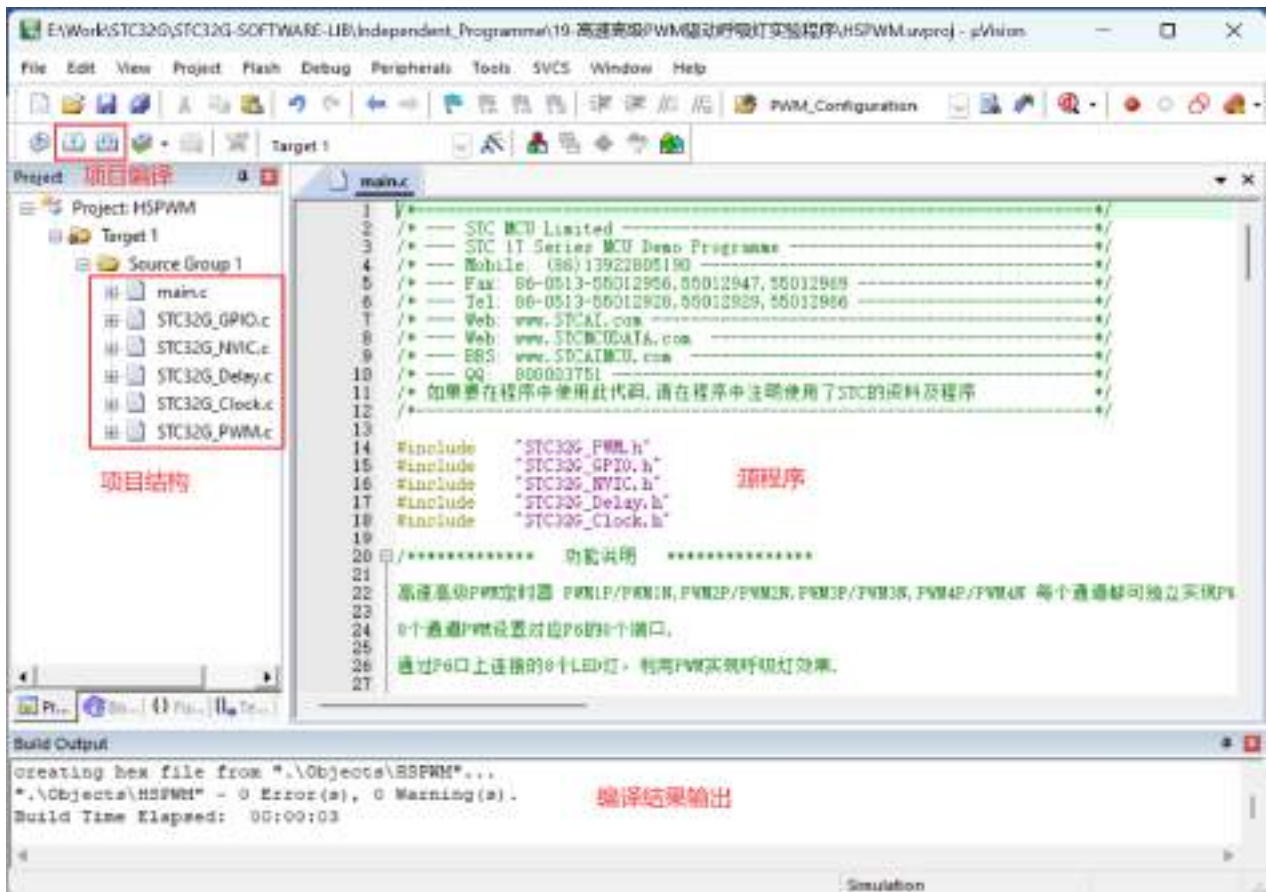 E:\Work\STC32G\STC32G-SOFTWARE-LIB\Independent_Programme\19-高速高级PWM驱动呼吸灯实验程序\HSPWM.uvproj - µVision
File Edit View Project Flash Debug Peripherals Tools SVCS Window Help
PWM_Configuration
Target 1
Project 项目编译
main.c
Project: HSPWM
Target 1
Source Group 1
main.c
STC32G_GPIO.c
STC32G_NVIC.c
STC32G_Delay.c
STC32G_Clock.c
STC32G_PWM.c
项目结构
1 /*---------------------------------------------------------------------*/
2 /* --- STC MCU Limited ------------------------------------------------*/
3 /* --- STC 1T Series MCU Demo Programme -------------------------------*/
4 /* --- Mobile: (86)13922805190 ----------------------------------------*/
5 /* --- Fax: 86-0513-55012956,55012947,55012969 ------------------------*/
6 /* --- Tel: 86-0513-55012928,55012929,55012966 ------------------------*/
7 /* --- Web: www.STCAI.com ---------------------------------------------*/
8 /* --- Web: www.STCMCUDATA.com ---------------------------------------*/
9 /* --- BBS: www.STCAIMCU.com -----------------------------------------*/
10 /* --- QQ: 800003751 -------------------------------------------------*/
11 /* 如果要在程序中使用此代码,请在程序中注明使用了STC的资料及程序 */
12 /*---------------------------------------------------------------------*/
13
14 #include "STC32G_PWM.h"
15 #include "STC32G_GPIO.h"
16 #include "STC32G_NVIC.h"
17 #include "STC32G_Delay.h"
18 #include "STC32G_Clock.h"
源程序
19
20 /************* 功能说明 ***************
21
22 高速高级PWM定时器 PWM1P/PWM1N,PWM2P/PWM2N,PWM3P/PWM3N,PWM4P/PWM4N 每个通道都可独立实现PW
23
24 8个通道PWM设置对应P6的8个端口.
25
26 通过P6口上连接的8个LED灯,利用PWM实现呼吸灯效果.
27
Pr... Bo... {} Fu... Te...
Build Output
creating hex file from ".\Objects\HSPWM"...
".\Objects\HSPWM" - 0 Error(s), 0 Warning(s).
Build Time Elapsed: 00:00:03
编译结果输出
Simulation